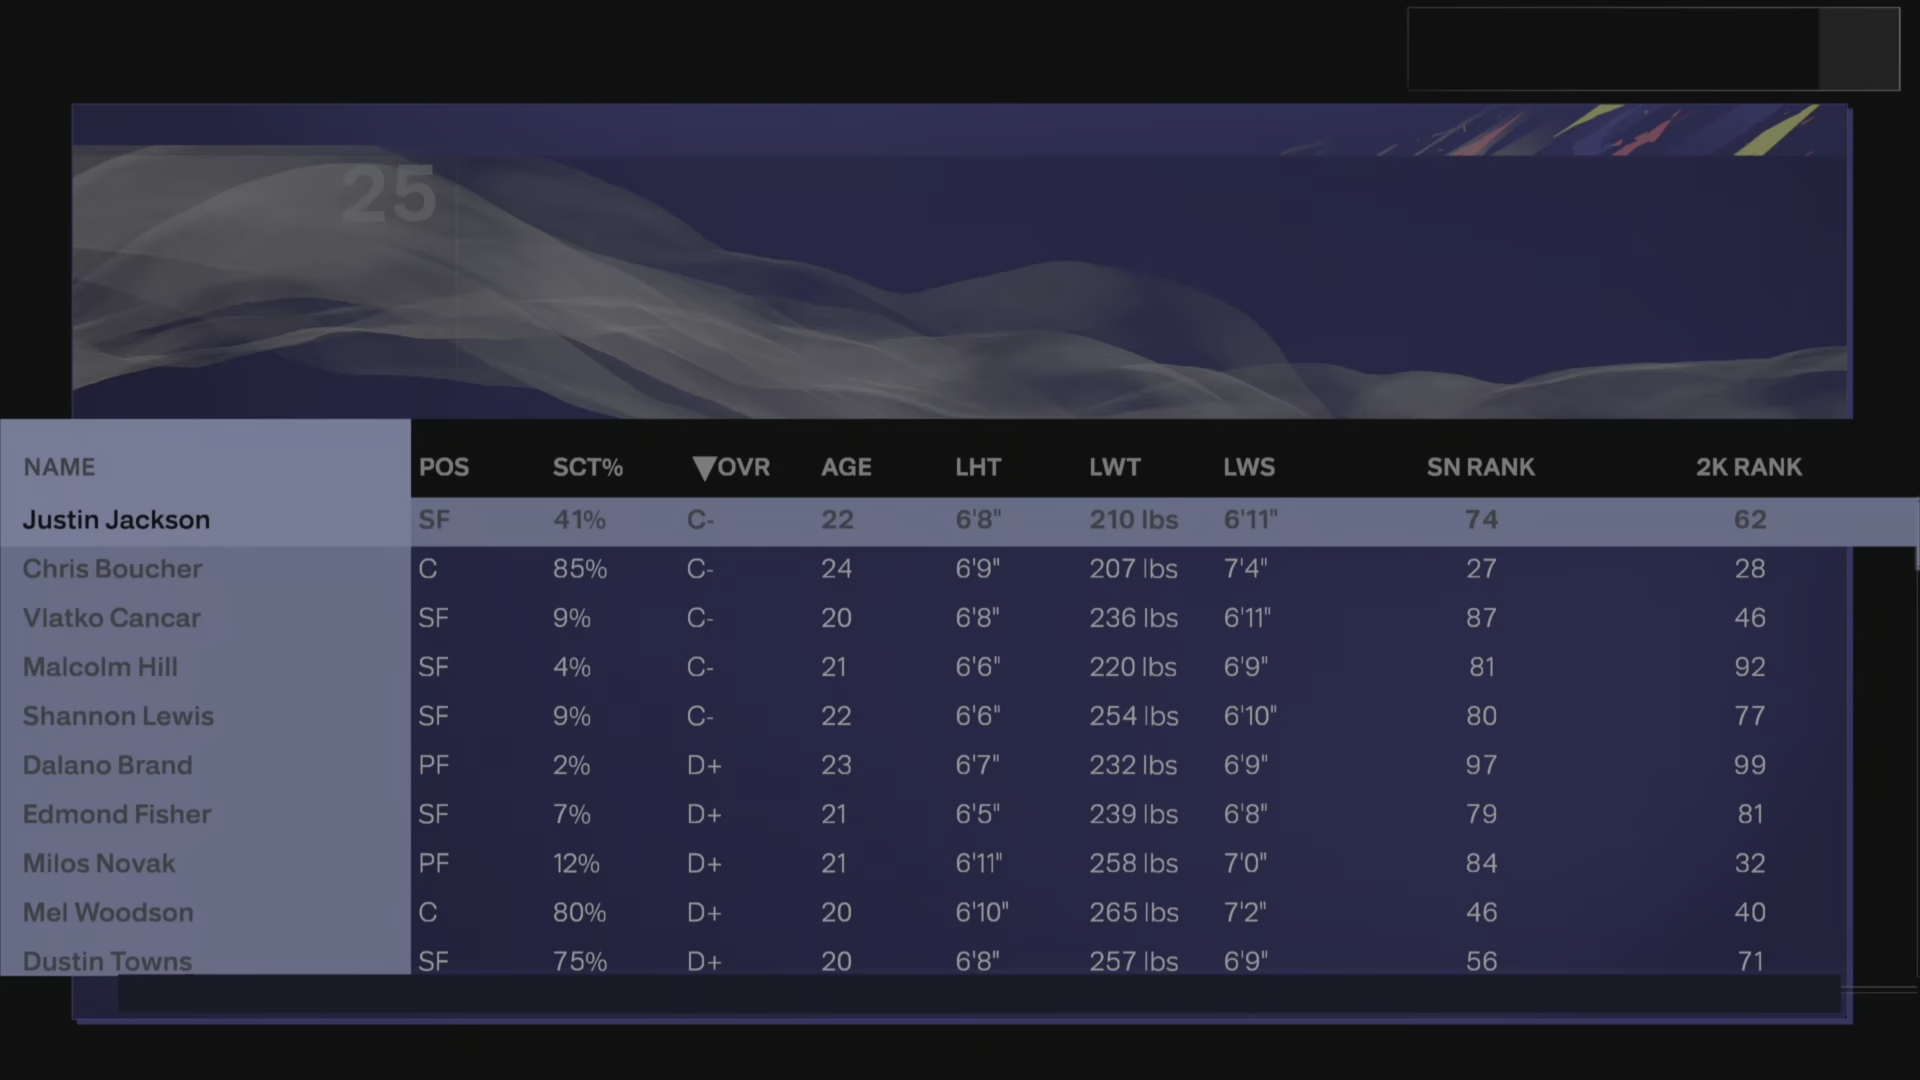 25
NAME POS SCT% ▼OVR AGE LHT LWT LWS SN RANK 2K RANK
Justin Jackson SF 41% C- 22 6'8" 210 lbs 6'11" 74 62
Chris Boucher C 85% C- 24 6'9" 207 lbs 7'4" 27 28
Vlatko Cancar SF 9% C- 20 6'8" 236 lbs 6'11" 87 46
Malcolm Hill SF 4% C- 21 6'6" 220 lbs 6'9" 81 92
Shannon Lewis SF 9% C- 22 6'6" 254 lbs 6'10" 80 77
Dalano Brand PF 2% D+ 23 6'7" 232 lbs 6'9" 97 99
Edmond Fisher SF 7% D+ 21 6'5" 239 lbs 6'8" 79 81
Milos Novak PF 12% D+ 21 6'11" 258 lbs 7'0" 84 32
Mel Woodson C 80% D+ 20 6'10" 265 lbs 7'2" 46 40
Dustin Towns SF 75% D+ 20 6'8" 257 lbs 6'9" 56 71